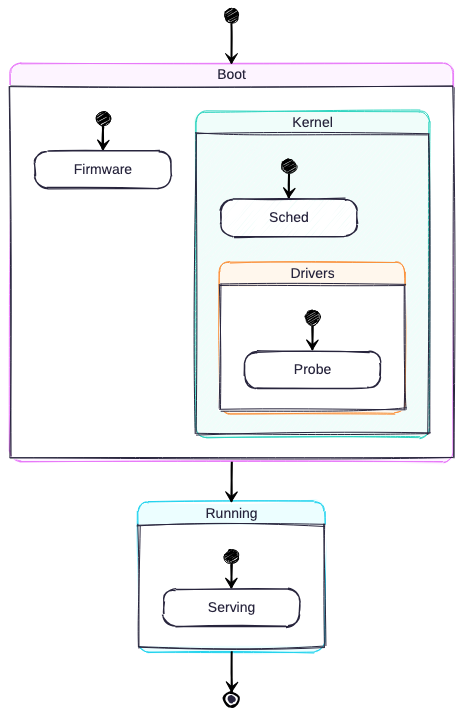 Boot
Kernel
Firmware
Sched
Drivers
Probe
Running
Serving